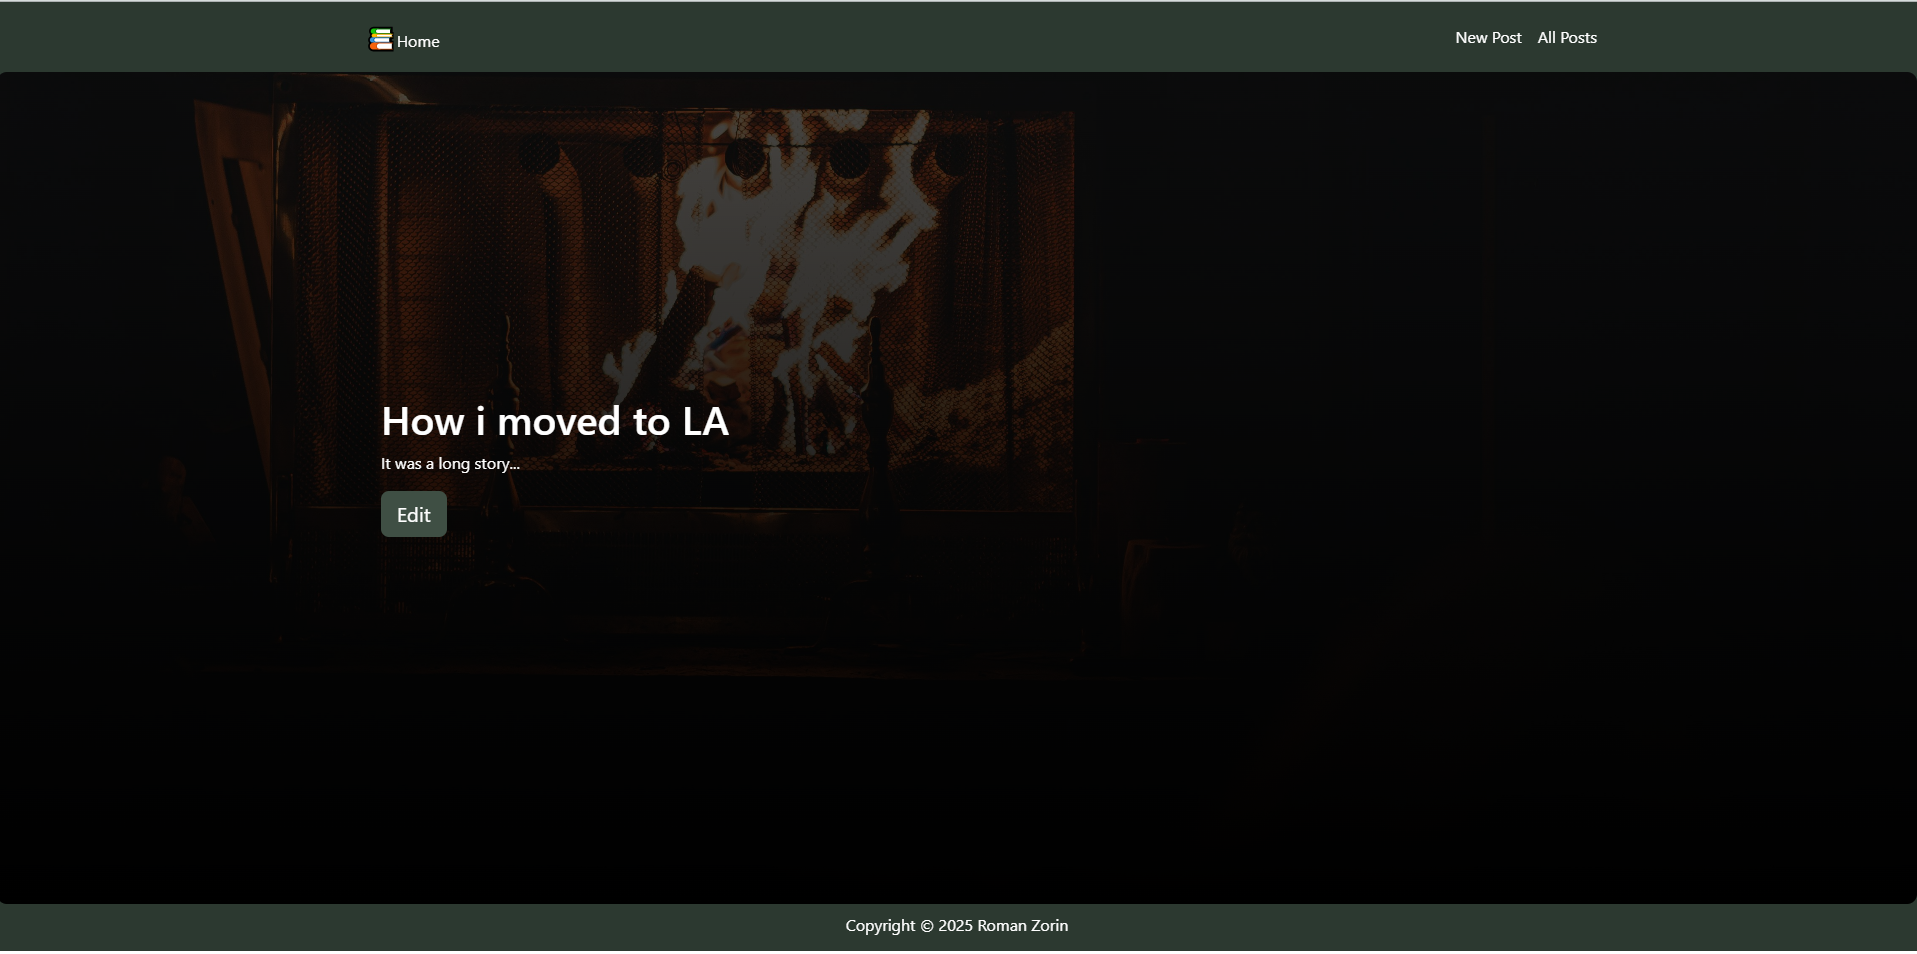 Home
New Post
All Posts
How i moved to LA
It was a long story...
Edit
Copyright © 2025 Roman Zorin